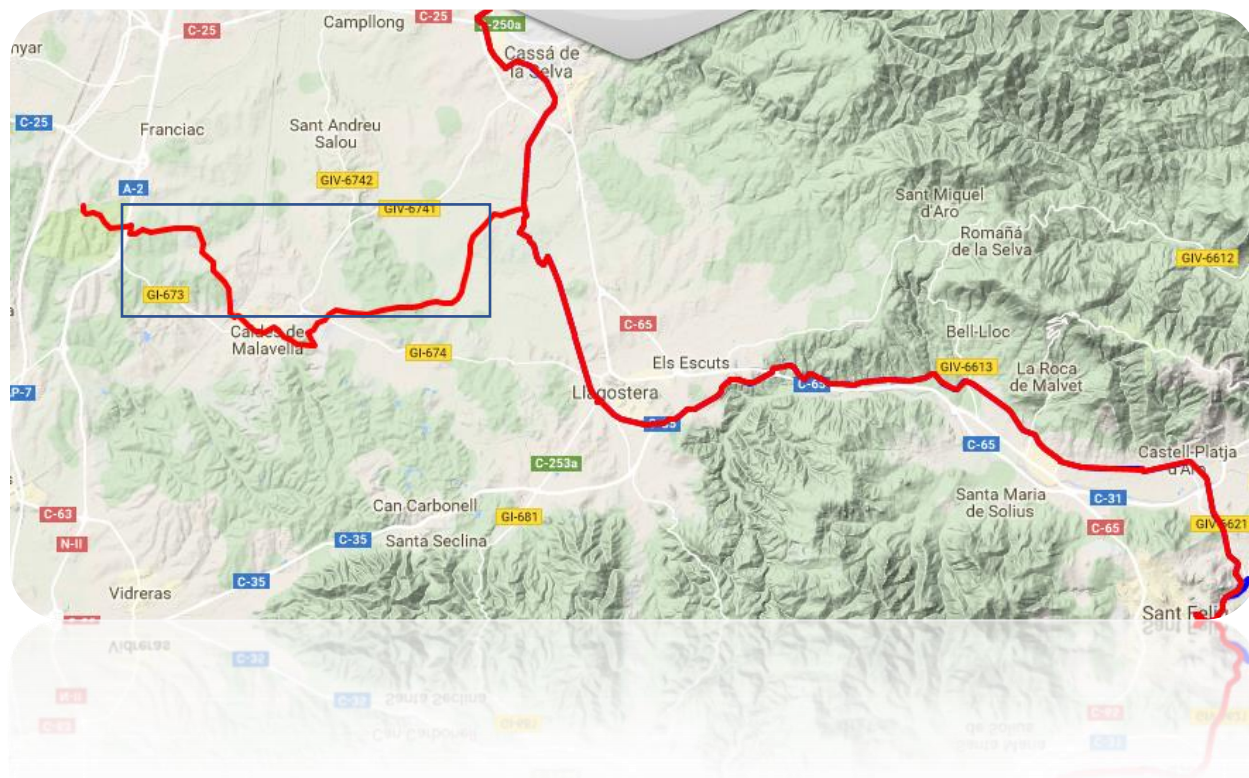 Campllong
C-25
-250a
C-25
nyar
Cassá de
la Selva
C-25
Franciac
Sant Andreu
Salou
GIV-6742
A-2
GIV-6741
Sant Miquel
d'Aro
Romañá
de la Selva
GIV-6612
GI-673
Caldes de
Malavella
C-65
Bell-Lloc
GI-674
Els Escuts
GIV-6613
La Roca
de Malvet
P-7
C-65
Llagostera
C-35
C-65
Castell-Platja
d'Aro
C-253a
Santa Maria
de Solius
C-31
Can Carbonell
C-63
GI-681
C-65
GIV-6621
N-II
C-35
Santa Seclina
C-35
Vidreras
Sant Feliu